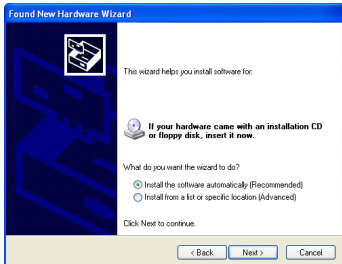 Found New Hardware Wizard
This wizard helps you install software for:
If your hardware came with an installation CD
or floppy disk, insert it now.
What do you want the wizard to do?
Install the software automatically (Recommended)
Install from a list or specific location (Advanced)
Click Next to continue.
< Back Next > Cancel